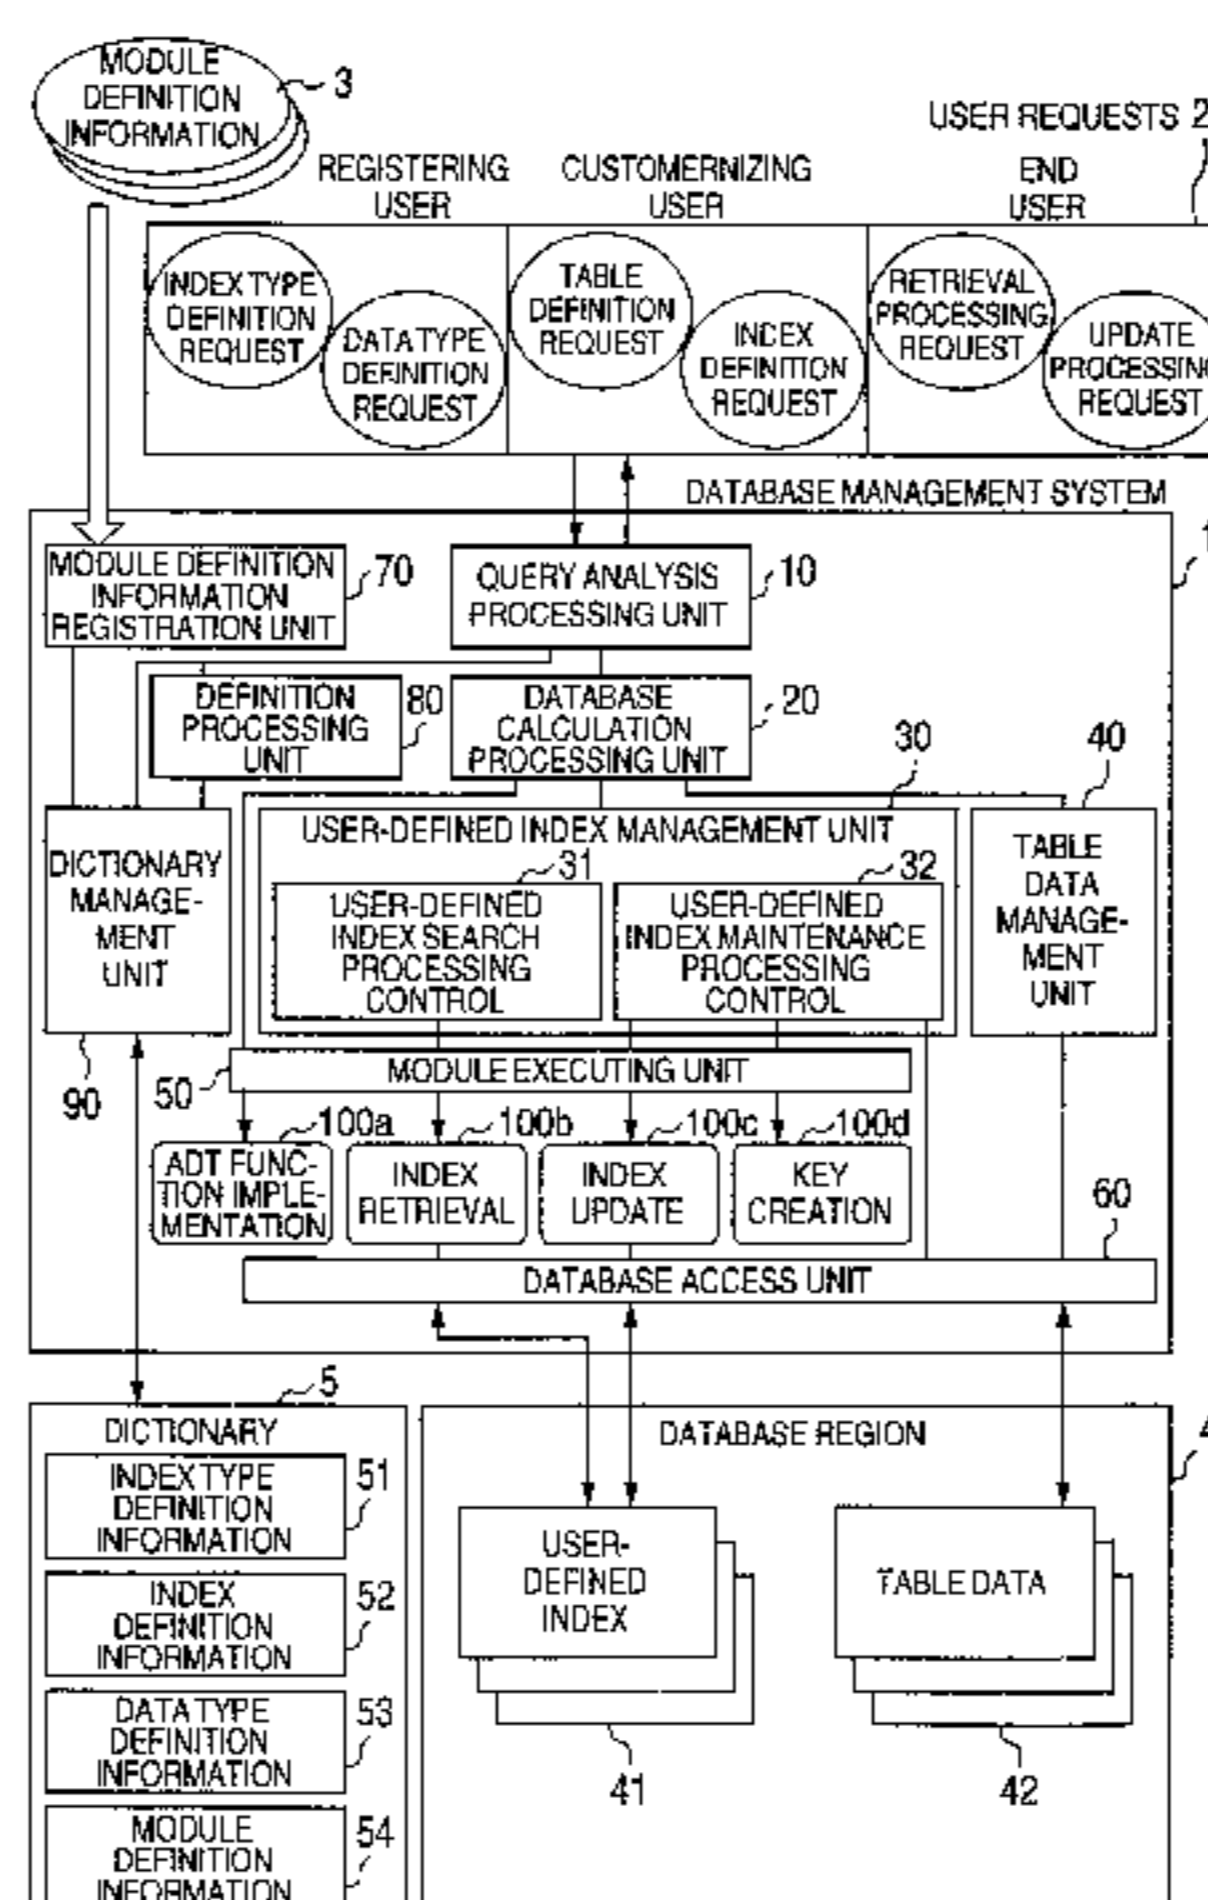 MODULE
DEFINITION
INFORMATION
3
USER REQUESTS 2
REGISTERING
USER
CUSTOMERNIZING
USER
END
USER
INDEX TYPE
DEFINITION
REQUEST
DATA TYPE
DEFINITION
REQUEST
TABLE
DEFINITION
REQUEST
INDEX
DEFINITION
REQUEST
RETRIEVAL
PROCESSING
REQUEST
UPDATE
PROCESSING
REQUEST
DATABASE MANAGEMENT SYSTEM
1
MODULE DEFINITION
INFORMATION
REGISTRATION UNIT
70
QUERY ANALYSIS
PROCESSING UNIT
10
DEFINITION
PROCESSING
UNIT
80
DATABASE
CALCULATION
PROCESSING UNIT
20
30
40
DICTIONARY
MANAGE-
MENT
UNIT
90
USER-DEFINED INDEX MANAGEMENT UNIT
31
32
USER-DEFINED
INDEX SEARCH
PROCESSING
CONTROL
USER-DEFINED
INDEX MAINTENANCE
PROCESSING
CONTROL
TABLE
DATA
MANAGE-
MENT
UNIT
50
MODULE EXECUTING UNIT
100a
100b
100c
100d
ADT FUNC-
TION IMPLE-
MENTATION
INDEX
RETRIEVAL
INDEX
UPDATE
KEY
CREATION
60
DATABASE ACCESS UNIT
5
DICTIONARY
INDEX TYPE
DEFINITION
INFORMATION
51
INDEX
DEFINITION
INFORMATION
52
DATA TYPE
DEFINITION
INFORMATION
53
MODULE
DEFINITION
INFORMATION
54
DATABASE REGION
4
USER-
DEFINED
INDEX
41
TABLE DATA
42